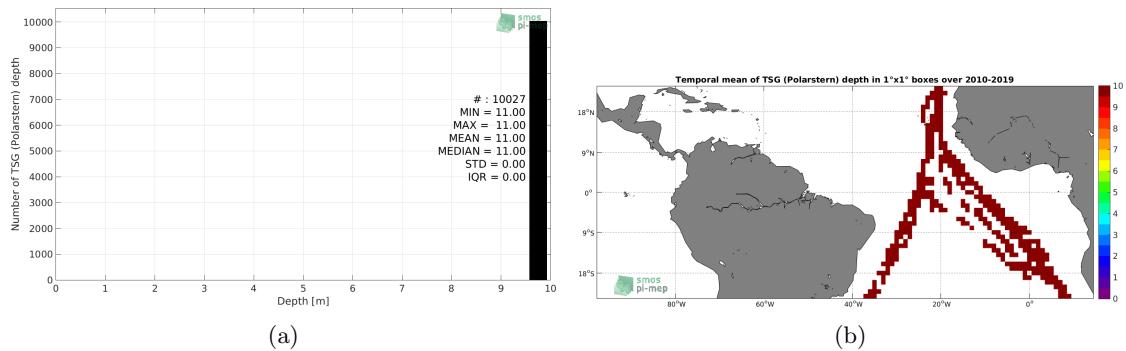 smos
pi-mep
10000
9000
8000
7000
6000
5000
4000
3000
2000
1000
0
Number of TSG (Polarstern) depth
# : 10027
MIN = 11.00
MAX = 11.00
MEAN = 11.00
MEDIAN = 11.00
STD = 0.00
IQR = 0.00
0 1 2 3 4 5 6 7 8 9 10
Depth [m]
(a)
Temporal mean of TSG (Polarstern) depth in 1°x1° boxes over 2010-2019
18°N
9°N
0°
9°S
18°S
80°W 60°W 40°W 20°W 0°
smos
pi-mep
10
9
8
7
6
5
4
3
2
1
0
(b)